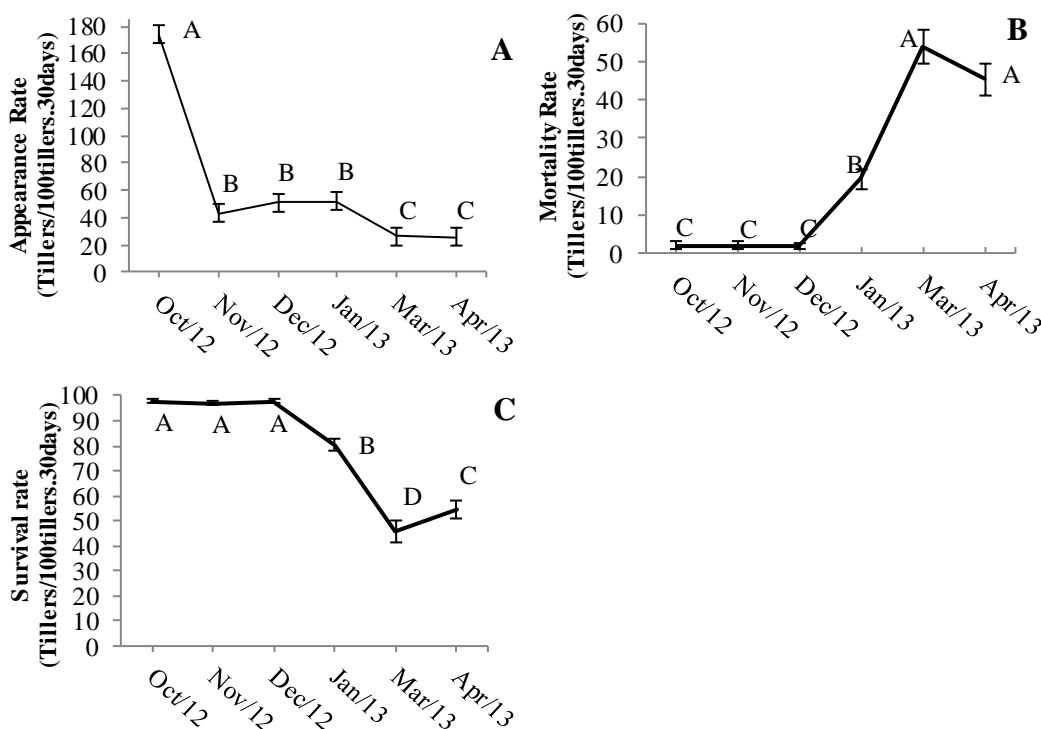 A
Appearance Rate
(Tillers/100tillers.30days)
180
160
140
120
100
80
60
40
20
0
A
B
B
B
C
C
Oct/12
Nov/12
Dec/12
Jan/13
Mar/13
Apr/13
B
Mortality Rate
(Tillers/100tillers.30days)
60
50
40
30
20
10
0
C
C
C
B
A
A
Oct/12
Nov/12
Dec/12
Jan/13
Mar/13
Apr/13
C
Survival rate
(Tillers/100tillers.30days)
100
90
80
70
60
50
40
30
20
10
0
A
A
A
B
D
C
Oct/12
Nov/12
Dec/12
Jan/13
Mar/13
Apr/13